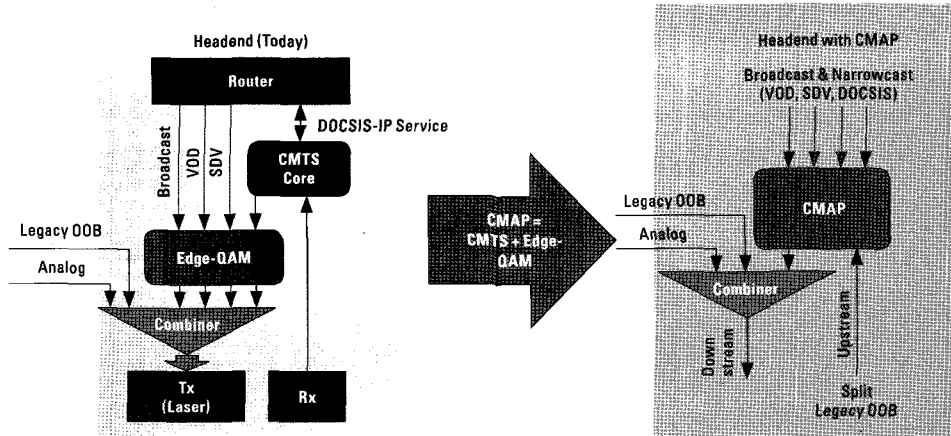 Headend (Today)
Router
DOCSIS-IP Service
Broadcast
VOD
SDV
CMTS
Core
Legacy OOB
Analog
Edge-QAM
Combiner
Tx
(Laser)
Rx
CMAP =
CMTS + Edge-
QAM
Headend with CMAP
Broadcast & Narrowcast
(VOD, SDV, DOCSIS)
Legacy OOB
Analog
CMAP
Combiner
Down
stream
Upstream
Split
Legacy OOB